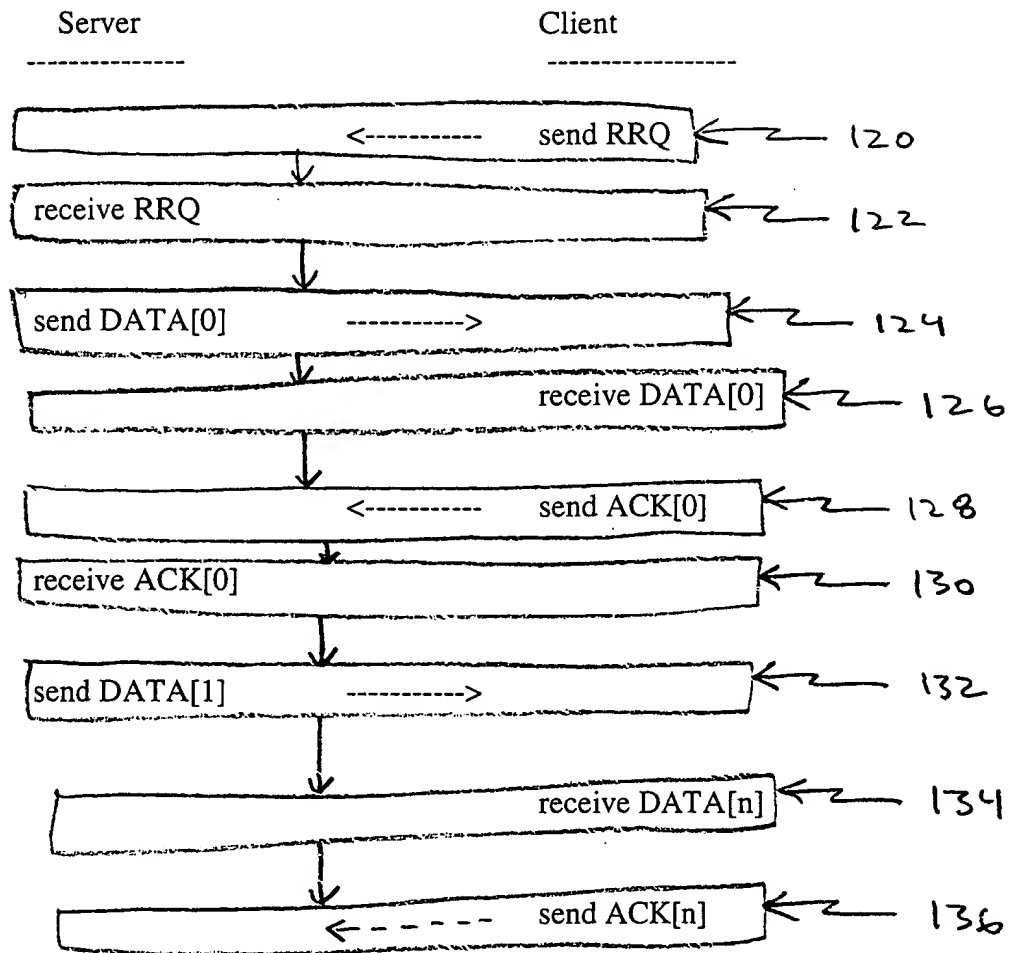 Server Client
--------------- ------------------
<----------- send RRQ 120
receive RRQ 122
send DATA[0] -----------> 124
receive DATA[0] 126
<----------- send ACK[0] 128
receive ACK[0] 130
send DATA[1] -----------> 132
receive DATA[n] 134
<- - - - - send ACK[n] 136